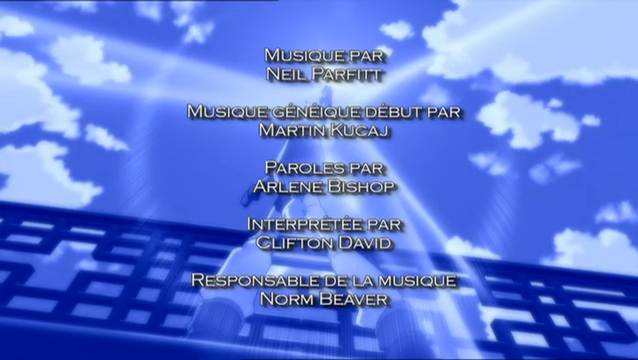 Musique par
Neil Parfitt
Musique généique début par
Martin Kucaj
Paroles par
Arlene Bishop
Interprétée par
Clifton David
Responsable de la musique
Norm Beaver